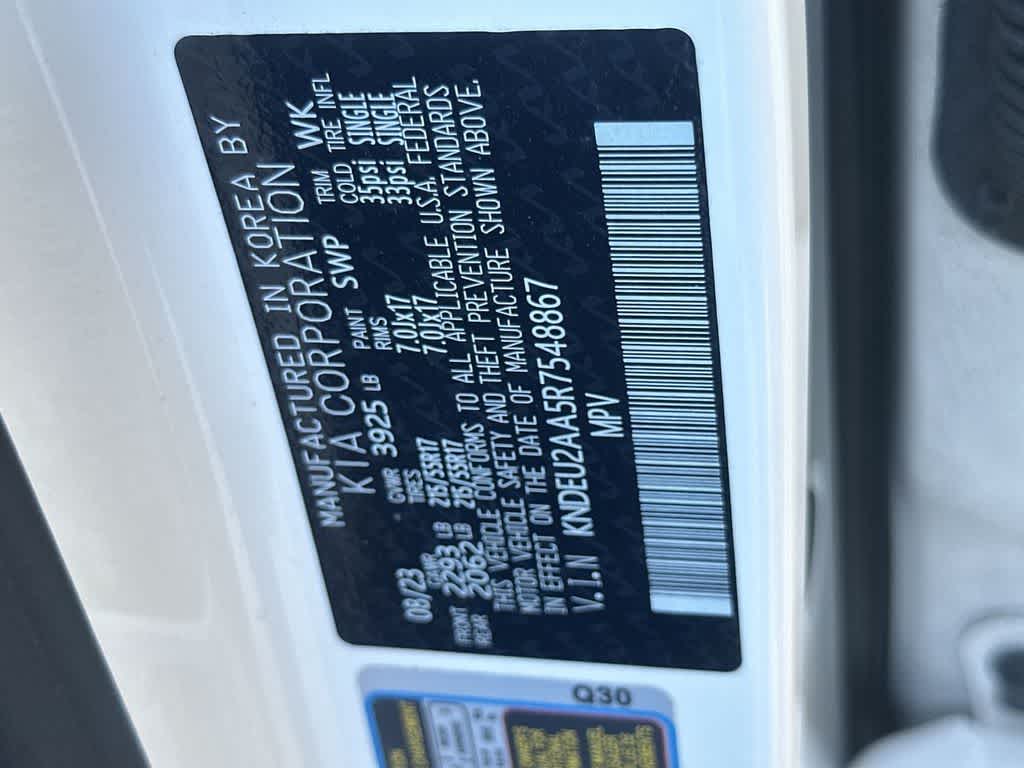 MANUFACTURED IN KOREA BY
KIA CORPORATION WK
08/23 GVWR 3925 LB PAINT SWP TRIM
GAWR TIRES RIMS COLD TIRE INFL
FRONT 2293 LB 215/55R17 7.0Jx17 35psi SINGLE
REAR 2062 LB 215/55R17 7.0Jx17 33psi SINGLE
THIS VEHICLE CONFORMS TO ALL APPLICABLE U.S.A. FEDERAL
MOTOR VEHICLE SAFETY AND THEFT PREVENTION STANDARDS
IN EFFECT ON THE DATE OF MANUFACTURE SHOWN ABOVE.
V.I.N KNDEU2AA5R7548867
MPV
Q30